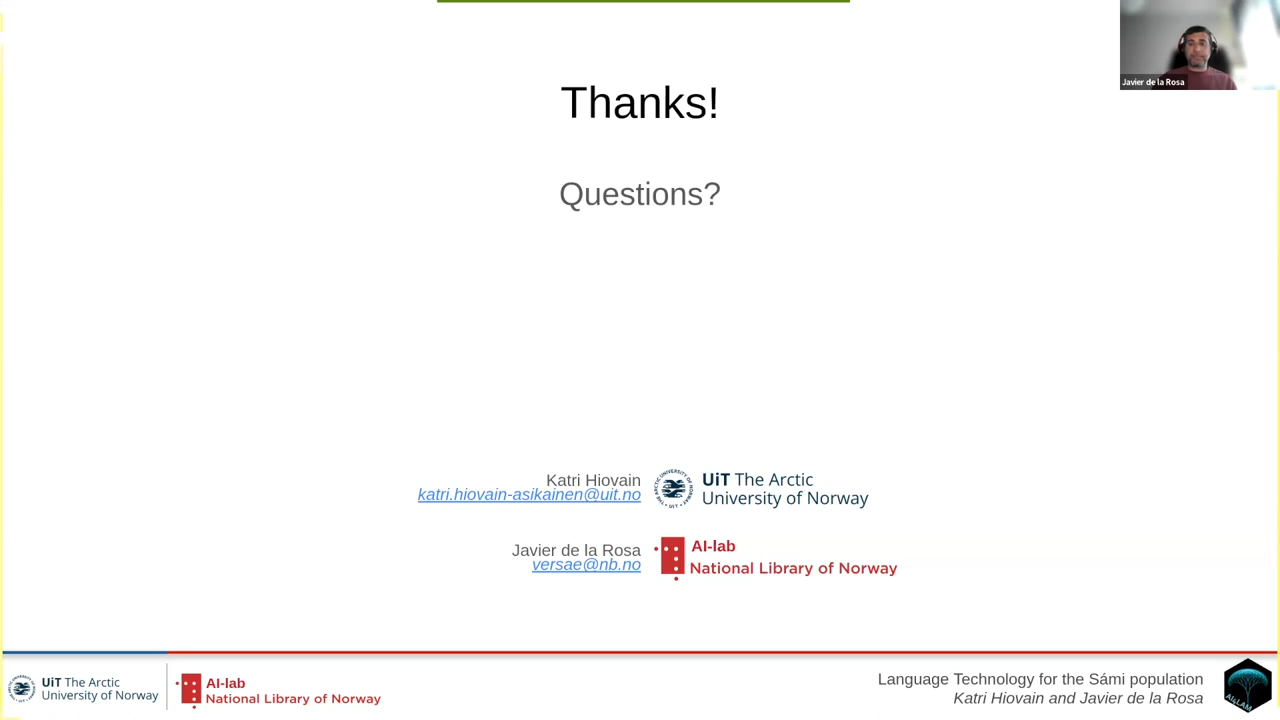 Javier de la Rosa
Thanks!
Questions?
Katri Hiovain
katri.hiovain-asikainen@uit.no
UiT The Arctic
University of Norway
Javier de la Rosa
versae@nb.no
AI-lab
National Library of Norway
UiT The Arctic
University of Norway
AI-lab
National Library of Norway
Language Technology for the Sámi population
Katri Hiovain and Javier de la Rosa
AI4LAM